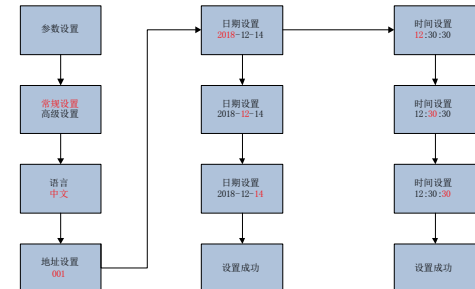 参数设置
常规设置
高级设置
语言
中文
地址设置
001
日期设置
2018-12-14
日期设置
2018-12-14
日期设置
2018-12-14
设置成功
时间设置
12:30:30
时间设置
12:30:30
时间设置
12:30:30
设置成功